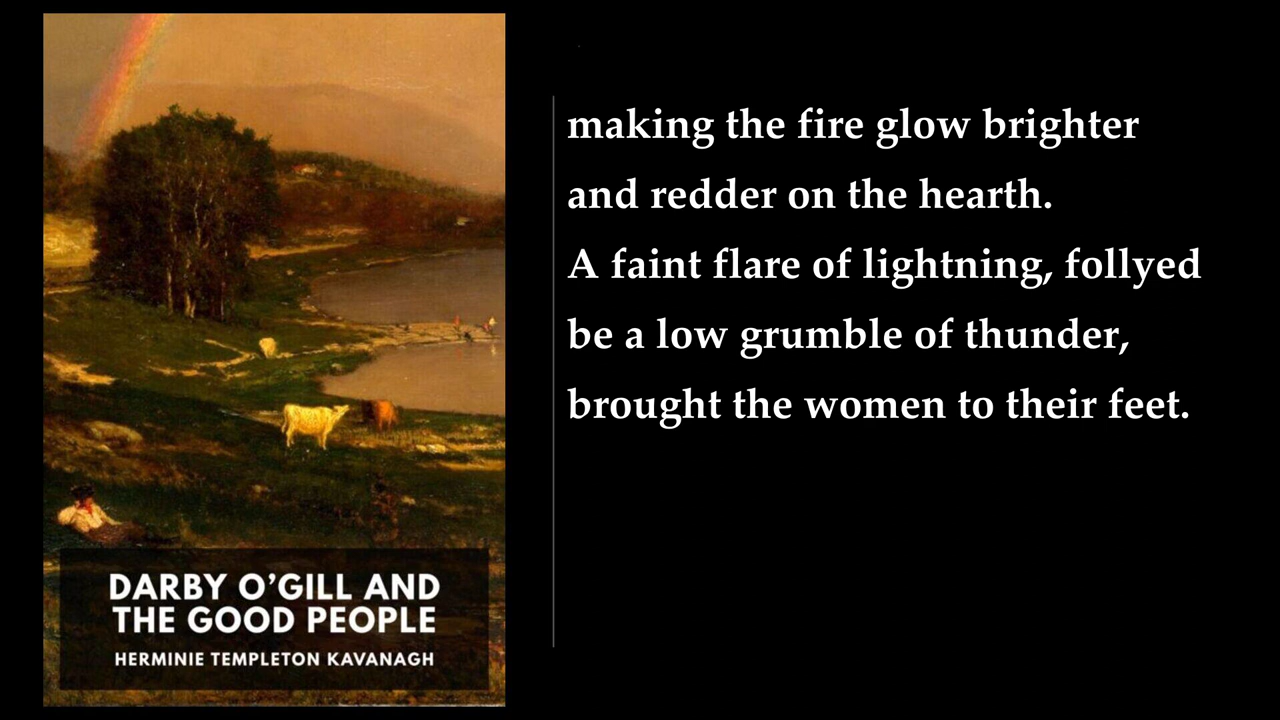 making the fire glow brighter
and redder on the hearth.
A faint flare of lightning, follyed
be a low grumble of thunder,
brought the women to their feet.
DARBY O’GILL AND
THE GOOD PEOPLE
HERMINIE TEMPLETON KAVANAGH